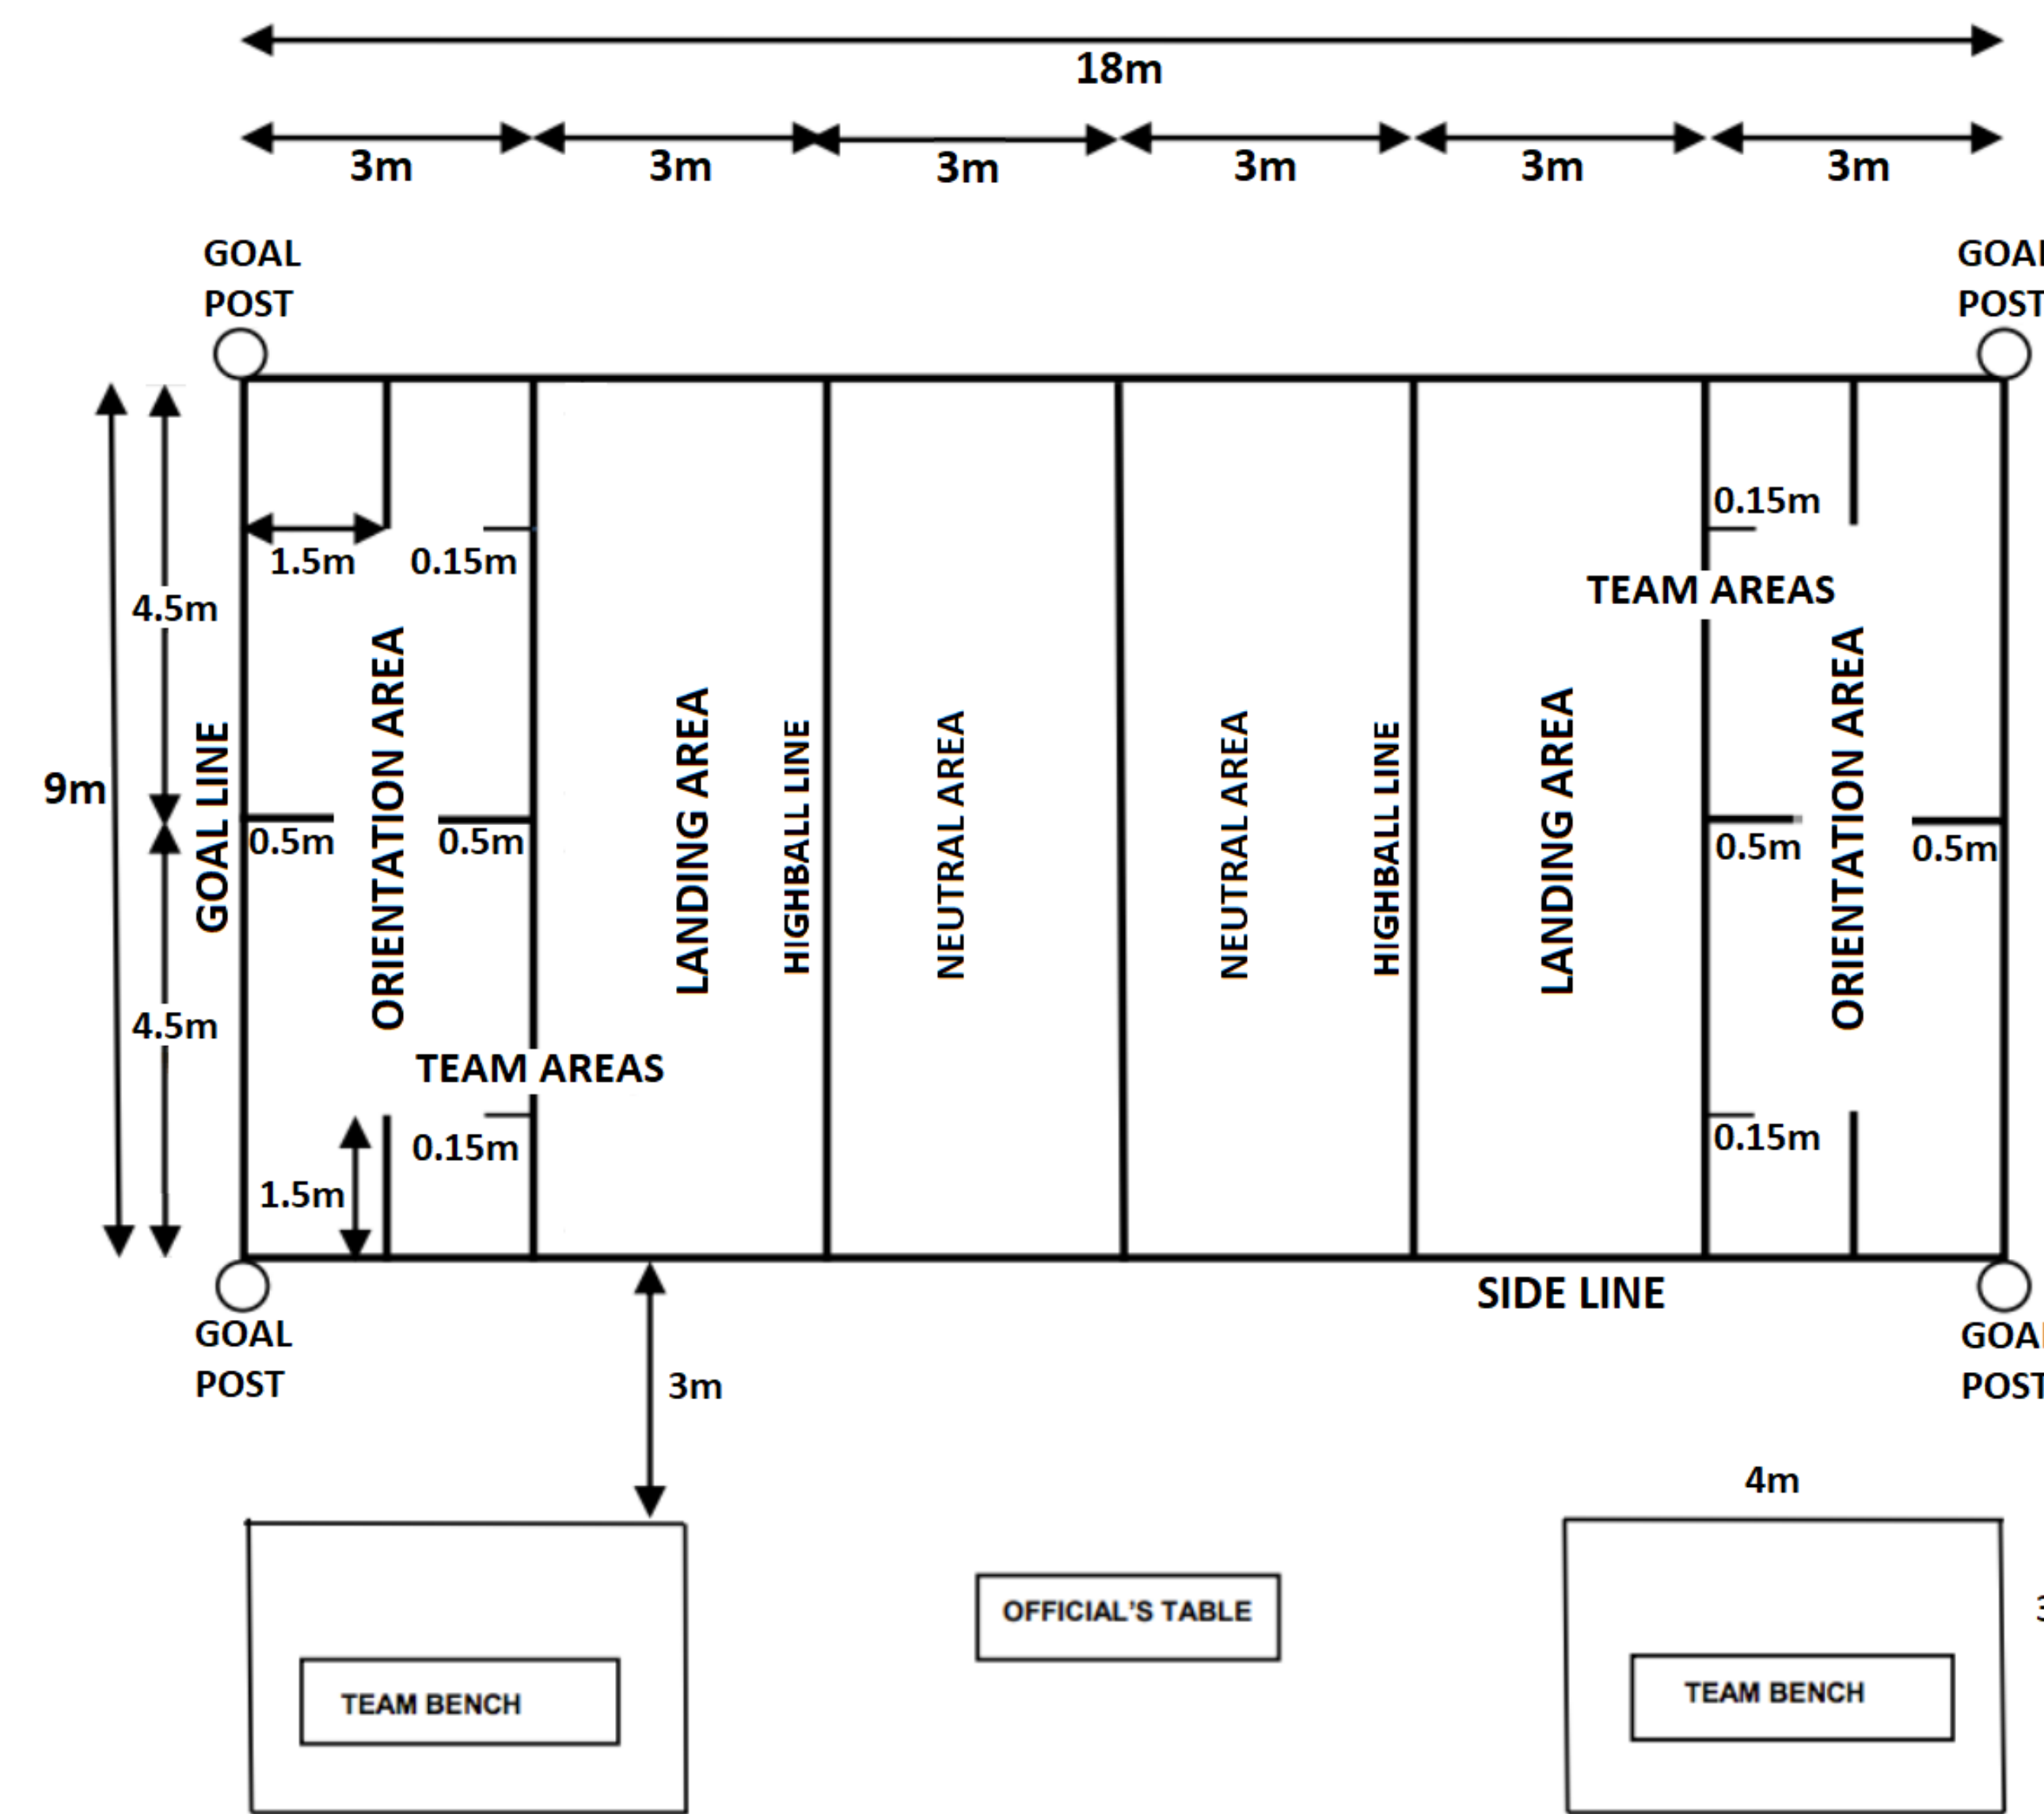 18m
3m 3m 3m 3m 3m 3m
GOAL
POST
GOAL
POST
0.15m
1.5m 0.15m
4.5m
TEAM AREAS
9m
GOAL LINE
ORIENTATION AREA
LANDING AREA
HIGHBALL LINE
NEUTRAL AREA
NEUTRAL AREA
HIGHBALL LINE
LANDING AREA
ORIENTATION AREA
0.5m 0.5m 0.5m 0.5m
4.5m
TEAM AREAS
0.15m 0.15m
1.5m
SIDE LINE
GOAL
POST
GOAL
POST
3m
4m
OFFICIAL'S TABLE
3
TEAM BENCH
TEAM BENCH